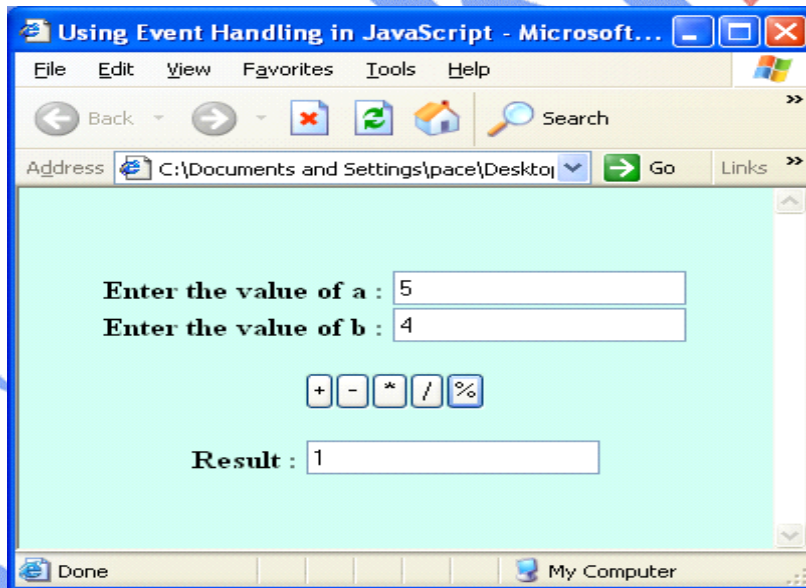 Using Event Handling in JavaScript - Microsoft...
File Edit View Favorites Tools Help
Back Search »
Address C:\Documents and Settings\pace\Desktop Go Links »
Enter the value of a : 5
Enter the value of b : 4
+ - * / %
Result : 1
Done My Computer